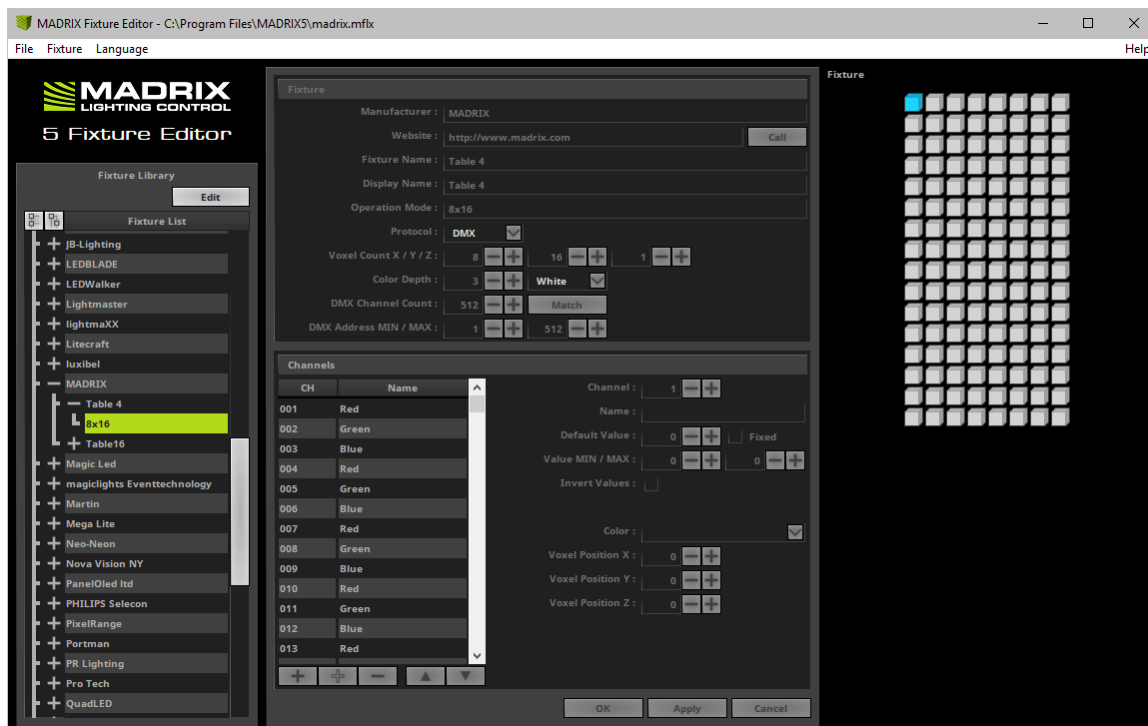 MADRIX Fixture Editor - C:\Program Files\MADRIX5\madrix.mflx
File Fixture Language Help
MADRIX
LIGHTING CONTROL
5 Fixture Editor
Fixture Library
Edit
Fixture List
JB-Lighting
LEDBLADE
LEDWalker
Lightmaster
lightmaXX
Litecraft
luxibel
MADRIX
Table 4
8x16
Table16
Magic Led
magiclights Eventtechnology
Martin
Mega Lite
Neo-Neon
Nova Vision NY
PanelOled ltd
PHILIPS Selecon
PixelRange
Portman
PR Lighting
Pro Tech
QuadLED
Fixture
Manufacturer : MADRIX
Website : http://www.madrix.com Call
Fixture Name : Table 4
Display Name : Table 4
Operation Mode : 8x16
Protocol : DMX
Voxel Count X / Y / Z : 8 16 1
Color Depth : 3 White
DMX Channel Count : 512 Match
DMX Address MIN / MAX : 1 512
Channels
CH Name
001 Red
002 Green
003 Blue
004 Red
005 Green
006 Blue
007 Red
008 Green
009 Blue
010 Red
011 Green
012 Blue
013 Red
Channel : 1
Name :
Default Value : 0 Fixed
Value MIN / MAX : 0 0
Invert Values :
Color :
Voxel Position X : 0
Voxel Position Y : 0
Voxel Position Z : 0
OK Apply Cancel
Fixture